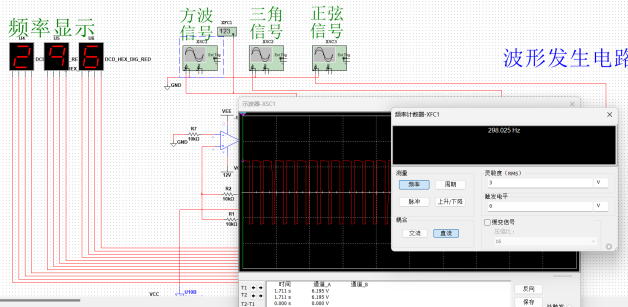 频率显示
方波
信号
三角
信号
正弦
信号
XFC1
123
XSC1
XSC2
XSC3
U4
U5
U6
296
DCD_HEX_DIG_RED
GND
波形发生电路
VEE
R7
10kΩ
GND
12V
R2
10kΩ
R1
10kΩ
VCC
U10B
示波器-XSC1
时间
通道_A
通道_B
T1
1.711 s
6.195 V
T2
1.711 s
6.195 V
T2-T1
0.000 s
0.000 V
反向
保存
频率计数器-XFC1
298.025 Hz
测量
频率
周期
脉冲
上升/下降
耦合
交流
直流
灵敏度（RMS）
3
V
触发电平
0
V
缓变信号
压缩比：
16